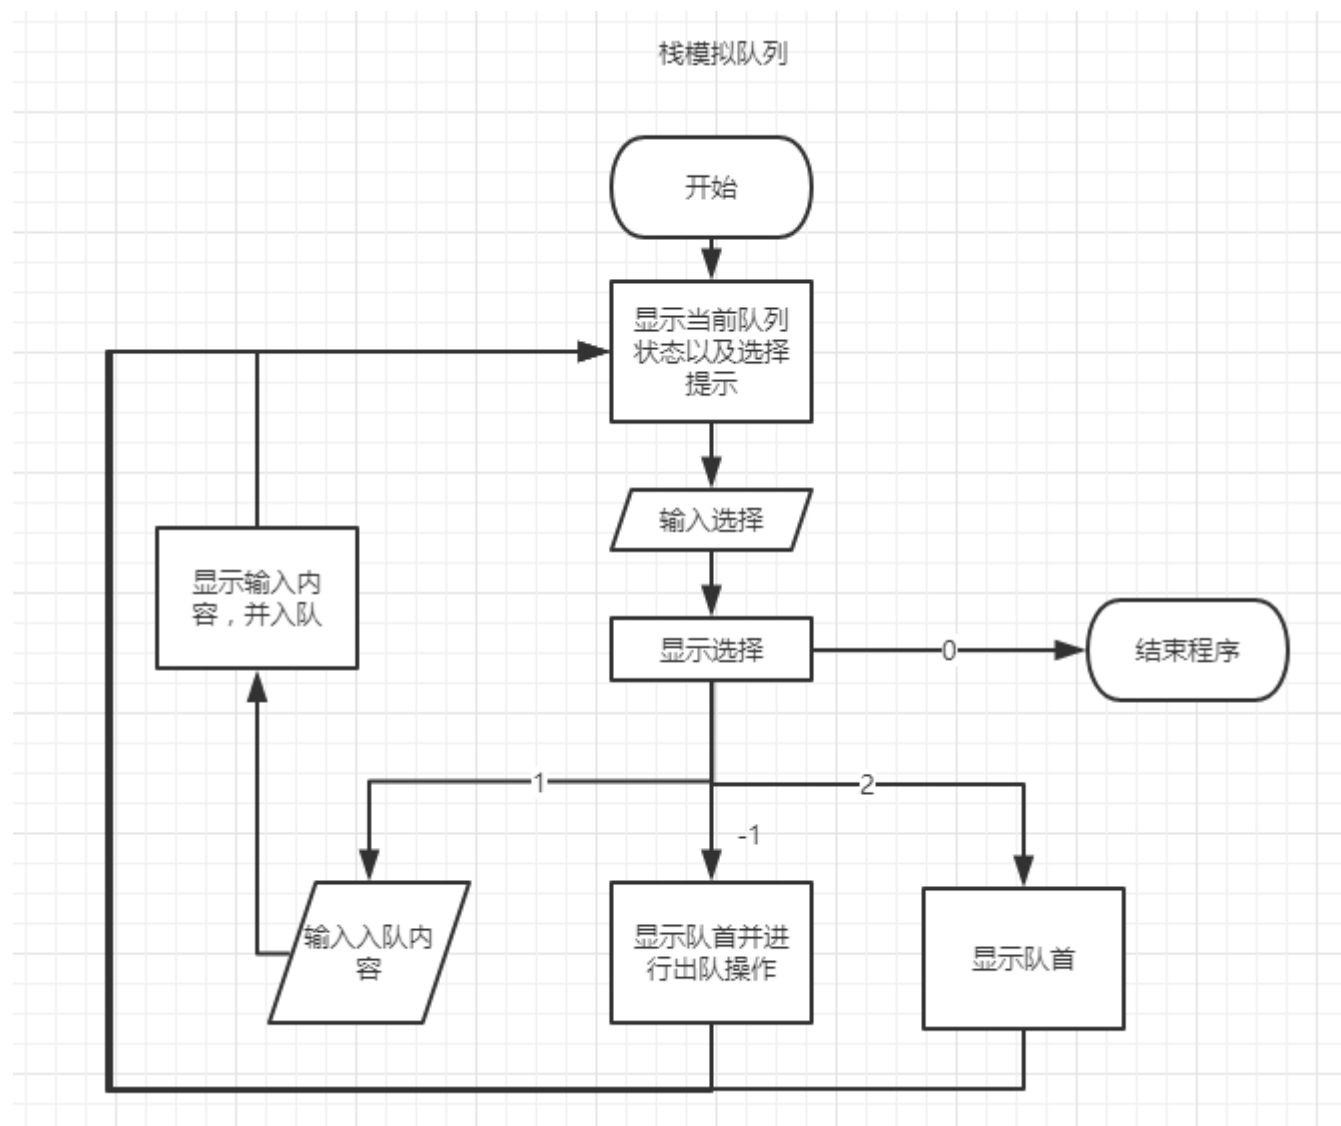 栈模拟队列
开始
显示当前队列
状态以及选择
提示
输入选择
显示输入内
容，并入队
显示选择
0
结束程序
1
2
-1
输入入队内
容
显示队首并进
行出队操作
显示队首